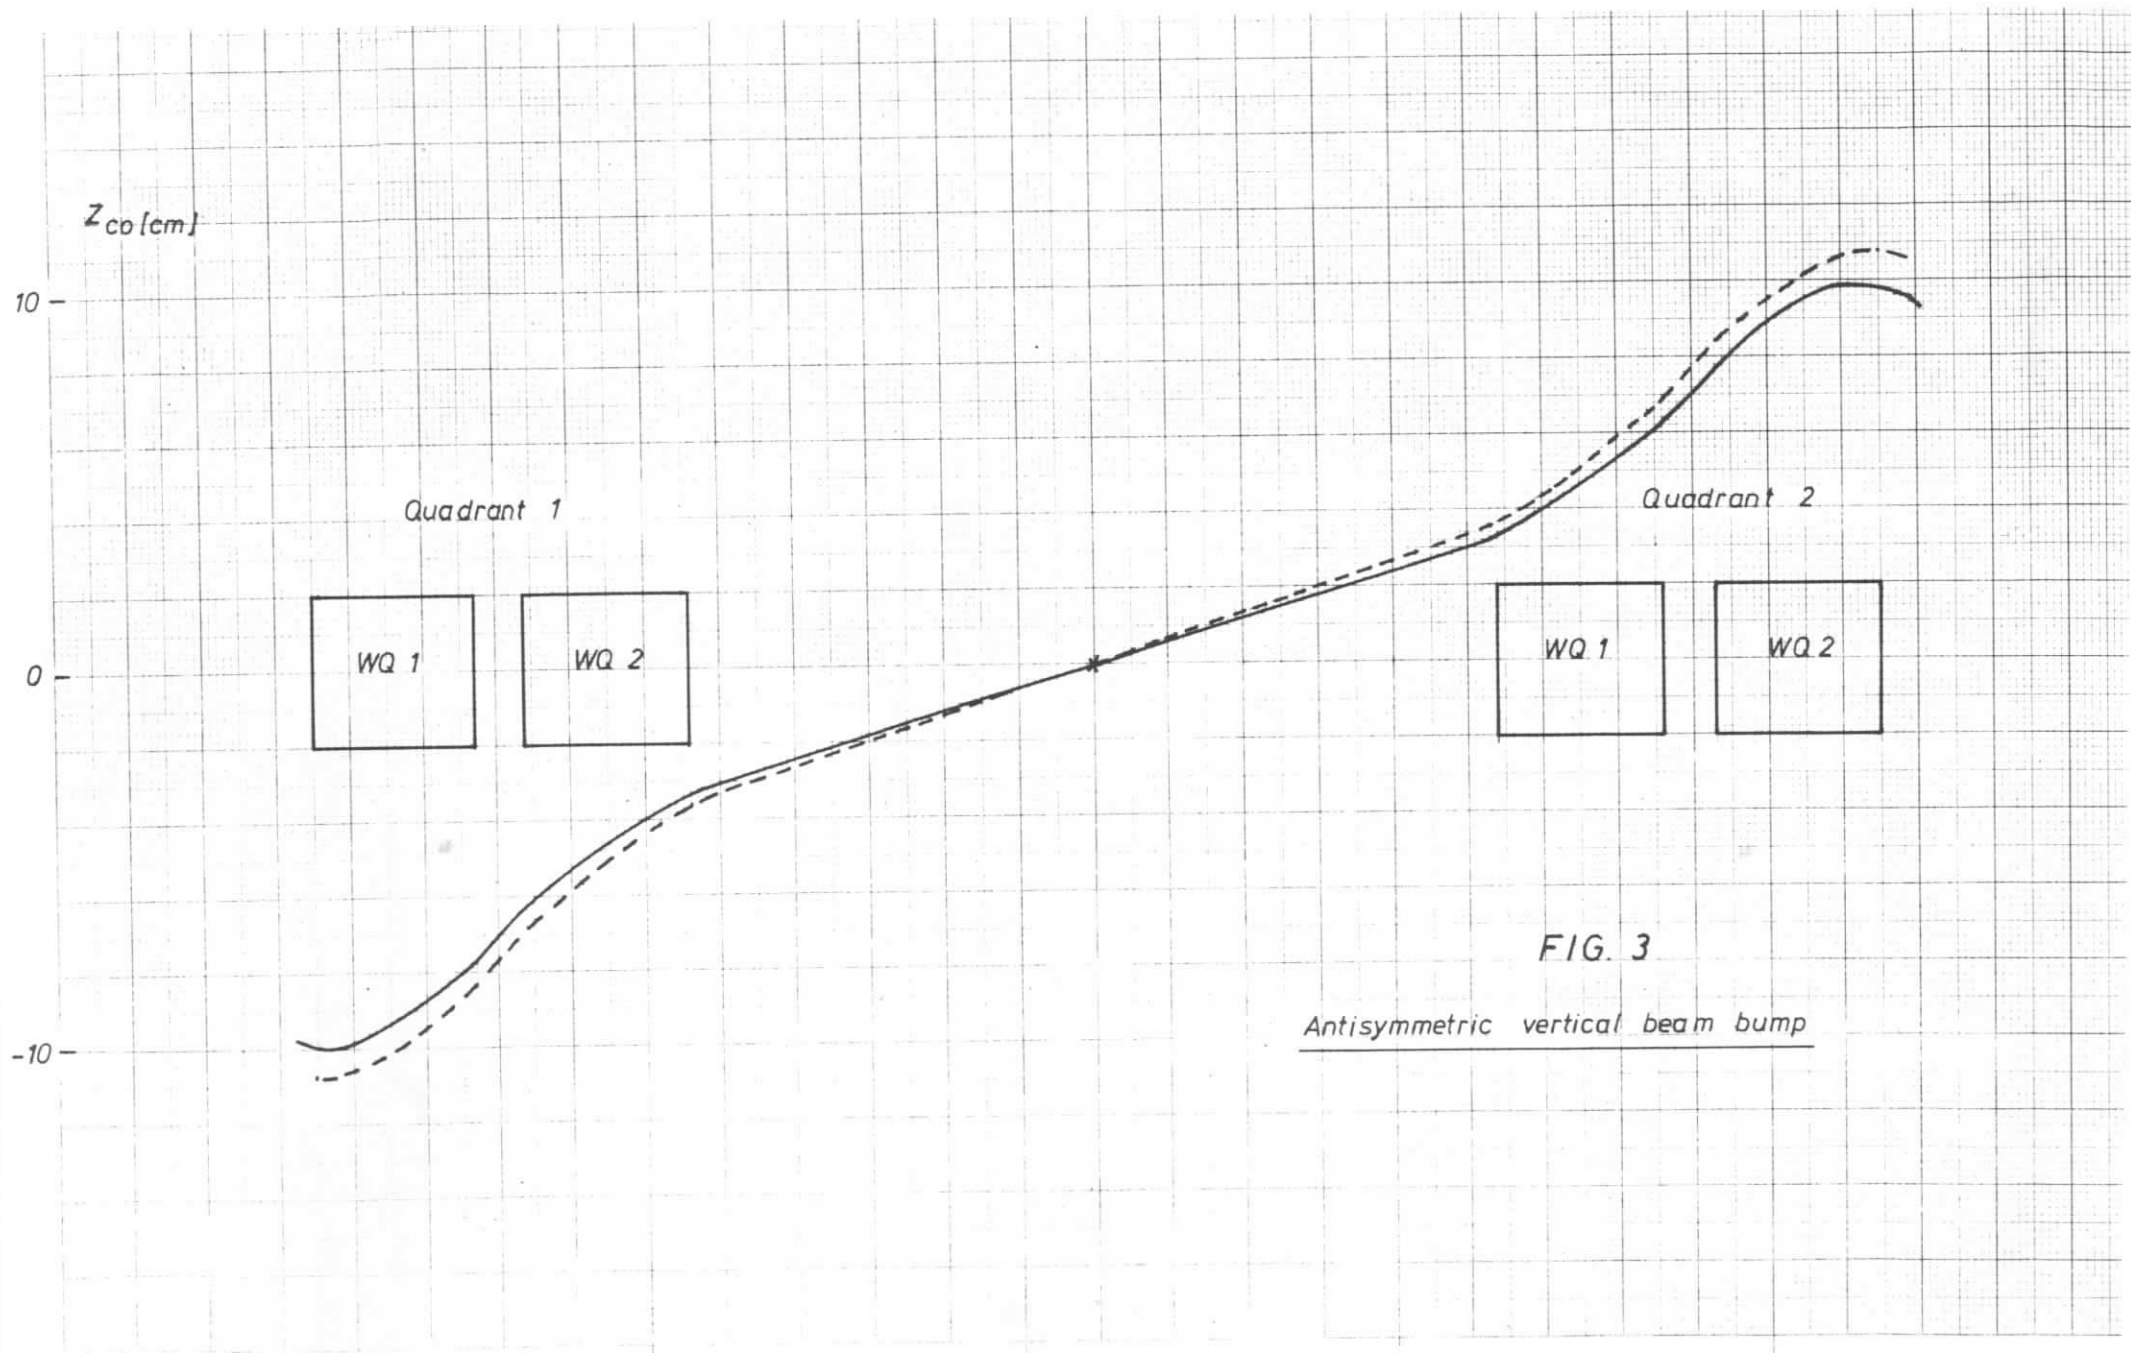 Z co [cm]
10
Quadrant 1
Quadrant 2
WQ 1
WQ 2
WQ 1
WQ 2
0
FIG. 3
Antisymmetric vertical beam bump
-10